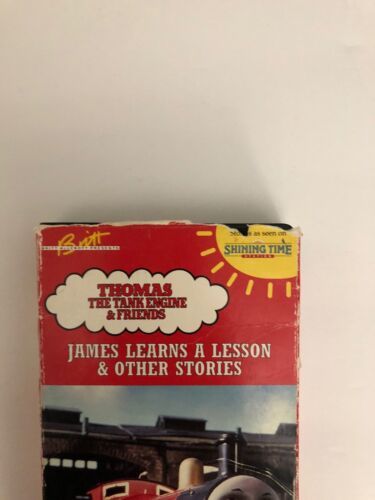 Britt
BRITT ALLCROFT PRESENTS
Stories as seen on
SHINING TIME
STATION
THOMAS
THE TANK ENGINE
& FRIENDS
JAMES LEARNS A LESSON
& OTHER STORIES